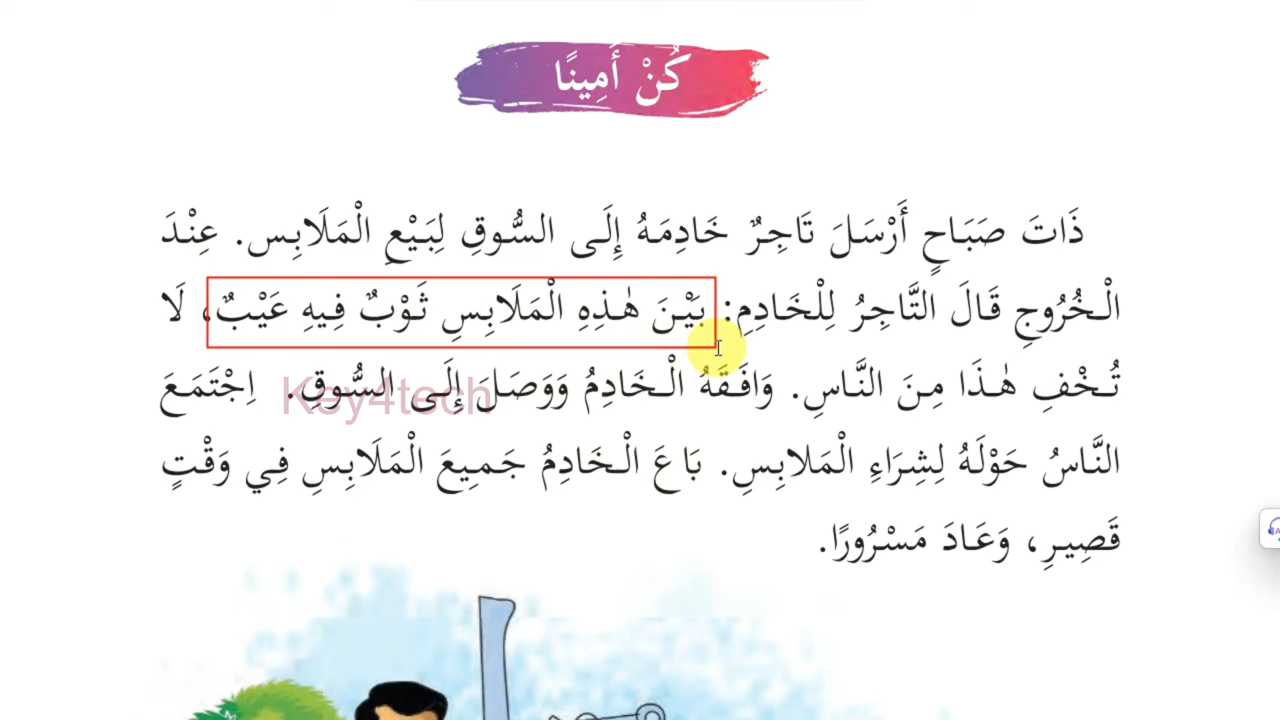 كُنْ أَمِينًا
ذَاتَ صَبَاحٍ أَرْسَلَ تَاجِرٌ خَادِمَهُ إِلَى السُّوقِ لِبَيْعِ الْمَلَابِس. عِنْدَ
الْخُرُوجِ قَالَ التَّاجِرُ لِلْخَادِمِ: بَيْنَ هٰذِهِ الْمَلَابِسِ ثَوْبٌ فِيهِ عَيْبٌ، لَا
تُخْفِ هٰذَا مِنَ النَّاسِ. وَافَقَهُ الْخَادِمُ وَوَصَلَ إِلَى السُّوقِ. اِجْتَمَعَ
Key4tech
النَّاسُ حَوْلَهُ لِشِرَاءِ الْمَلابِسِ. بَاعَ الْخَادِمُ جَمِيعَ الْمَلَابِسِ فِي وَقْتٍ
قَصِيرِ، وَعَادَ مَسْرُورًا.